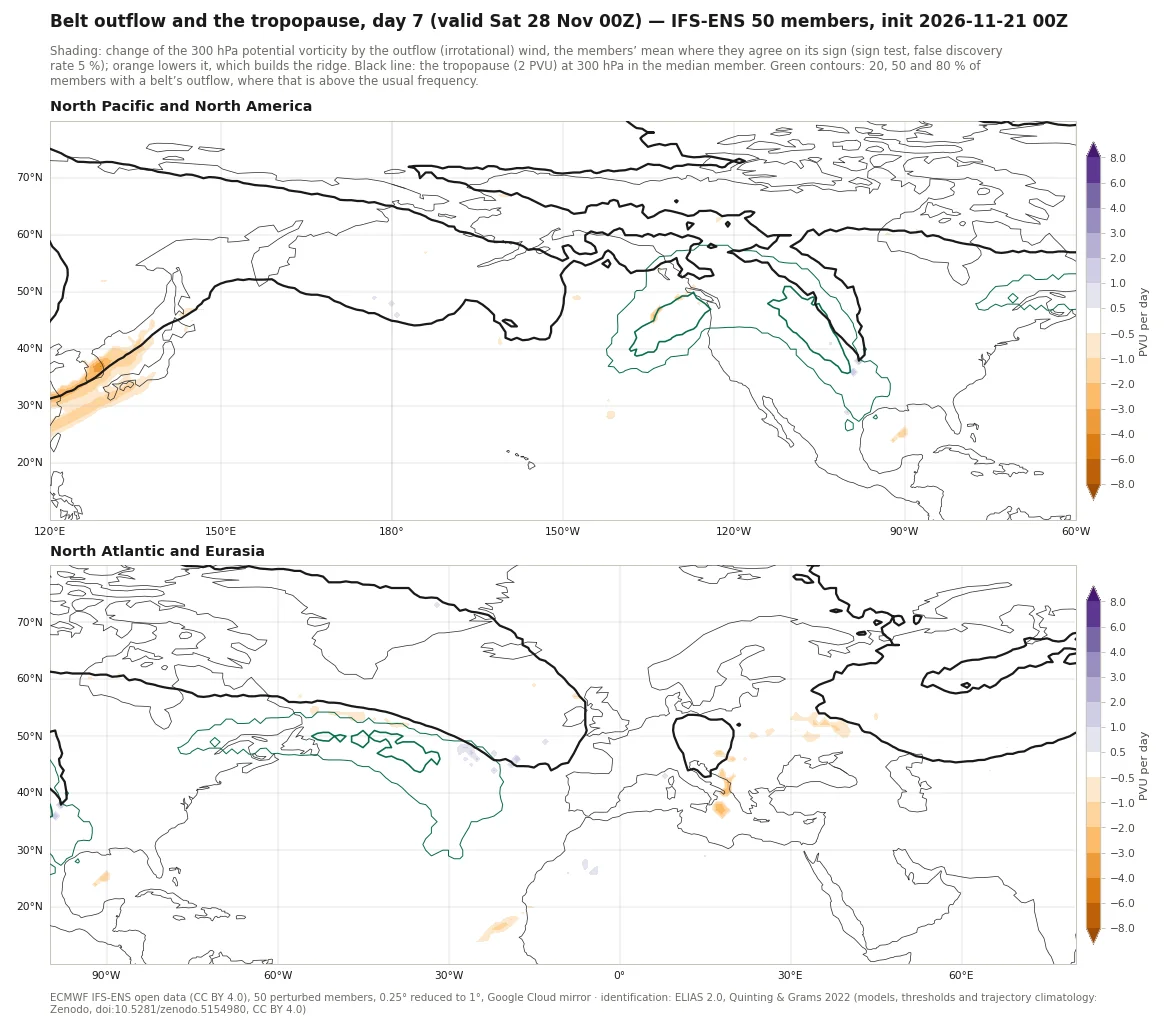 Belt outflow and the tropopause, day 7 (valid Sat 28 Nov 00Z) — IFS-ENS 50 members, init 2026-11-21 00Z
Shading: change of the 300 hPa potential vorticity by the outflow (irrotational) wind, the members’ mean where they agree on its sign (sign test, false discovery
rate 5 %); orange lowers it, which builds the ridge. Black line: the tropopause (2 PVU) at 300 hPa in the median member. Green contours: 20, 50 and 80 % of
members with a belt’s outflow, where that is above the usual frequency.
North Pacific and North America
70°N
60°N
50°N
40°N
30°N
20°N
120°E
150°E
180°
150°W
120°W
90°W
60°W
8.0
6.0
4.0
3.0
2.0
1.0
0.5
−0.5
−1.0
−2.0
−3.0
−4.0
−6.0
−8.0
PVU per day
North Atlantic and Eurasia
70°N
60°N
50°N
40°N
30°N
20°N
90°W
60°W
30°W
0°
30°E
60°E
8.0
6.0
4.0
3.0
2.0
1.0
0.5
−0.5
−1.0
−2.0
−3.0
−4.0
−6.0
−8.0
PVU per day
ECMWF IFS-ENS open data (CC BY 4.0), 50 perturbed members, 0.25° reduced to 1°, Google Cloud mirror · identification: ELIAS 2.0, Quinting & Grams 2022 (models, thresholds and trajectory climatology:
Zenodo, doi:10.5281/zenodo.5154980, CC BY 4.0)